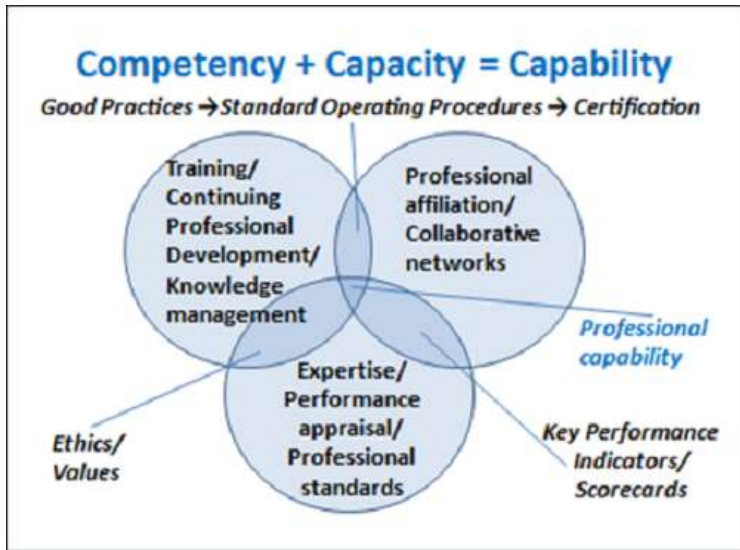 Competency + Capacity = Capability
Good Practices → Standard Operating Procedures → Certification
Training/
Continuing
Professional
Development/
Knowledge
management
Professional
affiliation/
Collaborative
networks
Professional
capability
Expertise/
Performance
appraisal/
Professional
standards
Ethics/
Values
Key Performance
Indicators/
Scorecards